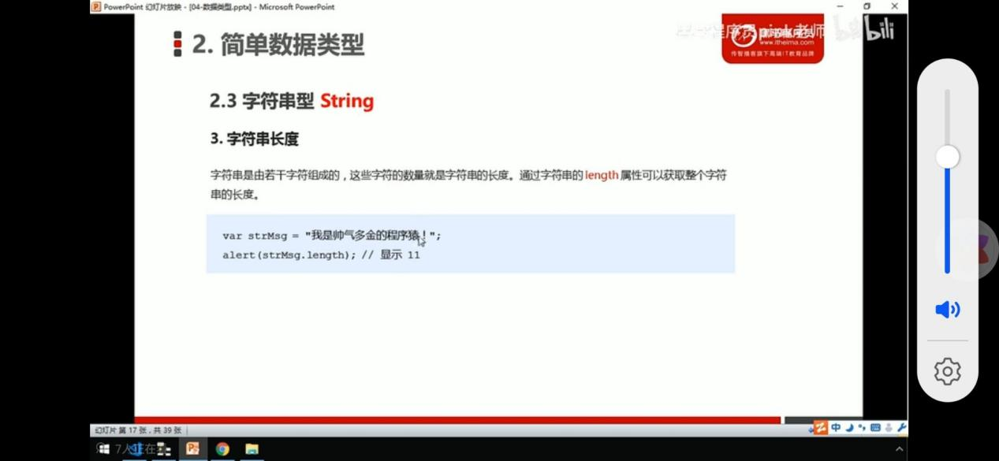 PowerPoint 幻灯片放映 - [04-数据类型.pptx] - Microsoft PowerPoint
2. 简单数据类型
程序员pink老师
bilibili
www.itheima.com
传智播客旗下高端IT教育品牌
2.3 字符串型 String
3. 字符串长度
字符串是由若干字符组成的，这些字符的数量就是字符串的长度。通过字符串的 length 属性可以获取整个字符
串的长度。
var strMsg = "我是帅气多金的程序猿！";
alert(strMsg.length); // 显示 11
幻灯片 第 17 张，共 39 张
中
7人正在